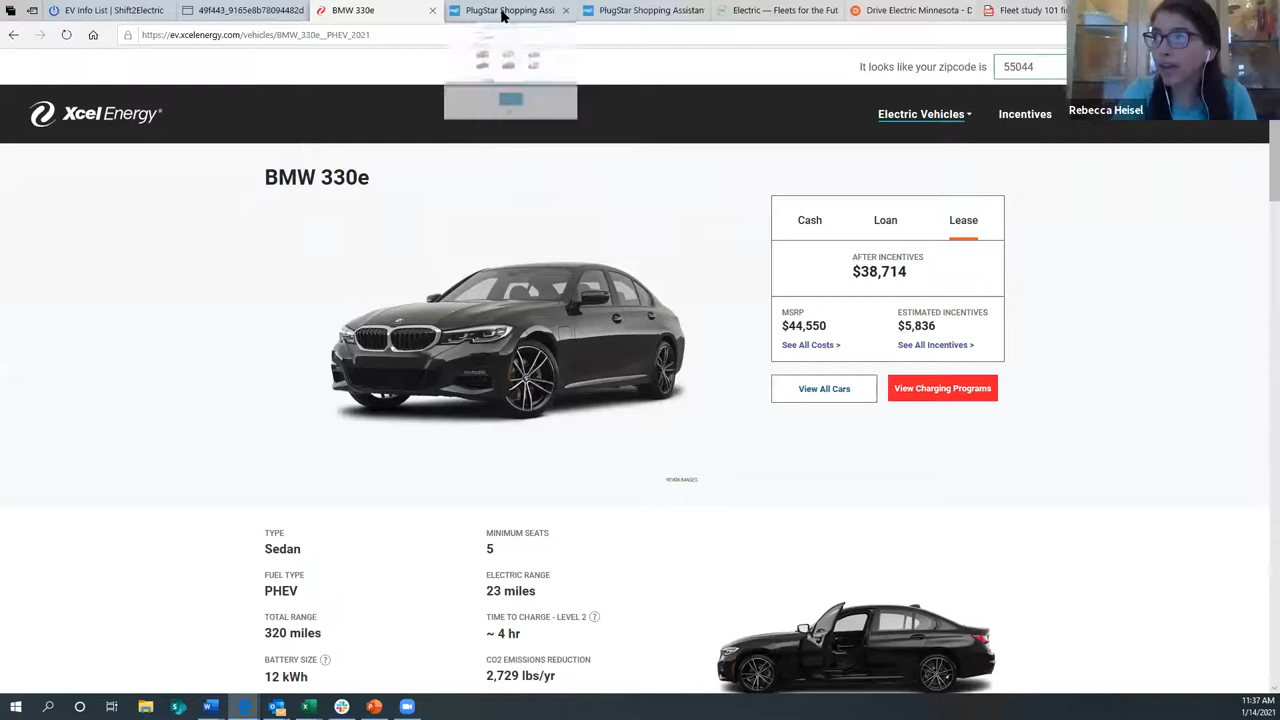 EV Info List | Shift2Electric
49f443_9165b8b78094482d
BMW 330e
PlugStar Shopping Assi
PlugStar Shopping Assistant
Electric — Fleets for the Fut
Drive Electric Minnesota - D
Fleet study 101 f
https://ev.xcelenergy.com/vehicles/BMW_330e__PHEV_2021
It looks like your zipcode is
55044
Rebecca Heisel
Xcel Energy®
Electric Vehicles
Incentives
BMW 330e
Cash
Loan
Lease
AFTER INCENTIVES
$38,714
MSRP
$44,550
See All Costs >
ESTIMATED INCENTIVES
$5,836
See All Incentives >
View All Cars
View Charging Programs
TYPE
Sedan
MINIMUM SEATS
5
FUEL TYPE
PHEV
ELECTRIC RANGE
23 miles
TOTAL RANGE
320 miles
TIME TO CHARGE - LEVEL 2 ?
~ 4 hr
BATTERY SIZE ?
12 kWh
CO2 EMISSIONS REDUCTION
2,729 lbs/yr
11:37 AM
1/14/2021